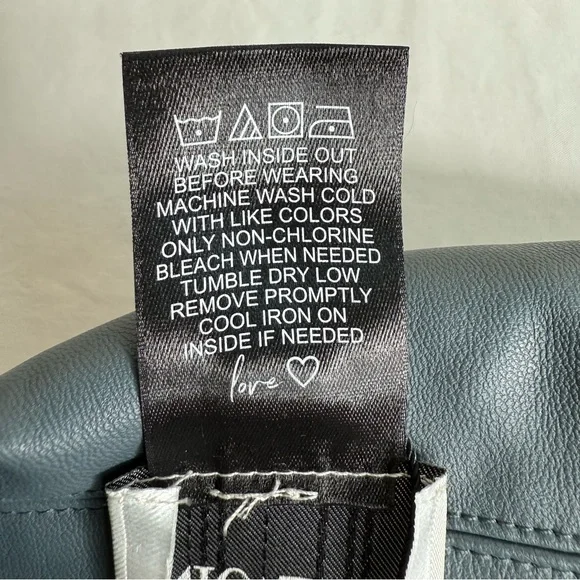 WASH INSIDE OUT
BEFORE WEARING
MACHINE WASH COLD
WITH LIKE COLORS
ONLY NON-CHLORINE
BLEACH WHEN NEEDED
TUMBLE DRY LOW
REMOVE PROMPTLY
COOL IRON ON
INSIDE IF NEEDED
love